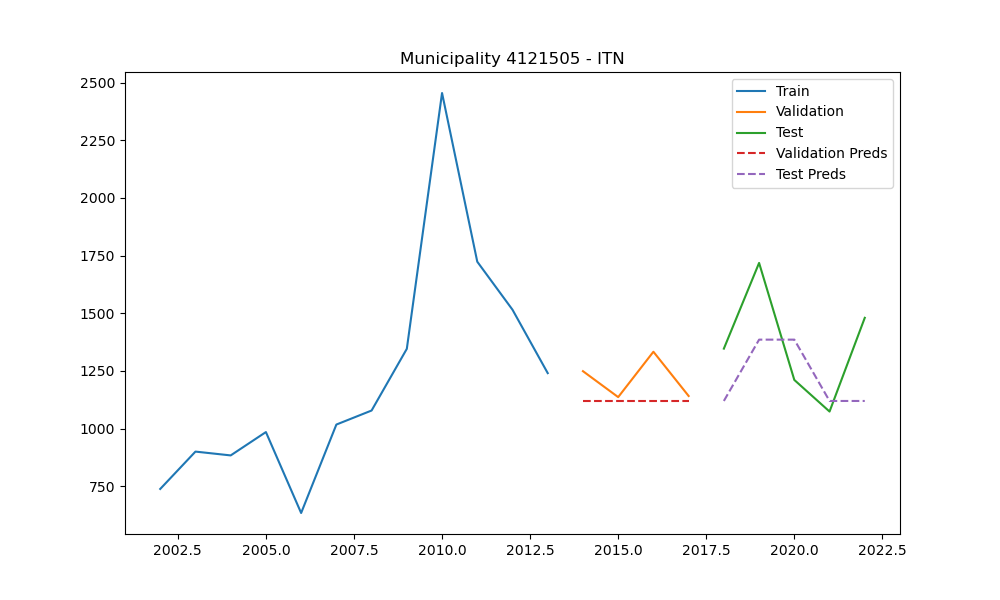 Municipality 4121505 - ITN
2500
2250
2000
1750
1500
1250
1000
750
2002.5 2005.0 2007.5 2010.0 2012.5 2015.0 2017.5 2020.0 2022.5
Train
Validation
Test
Validation Preds
Test Preds